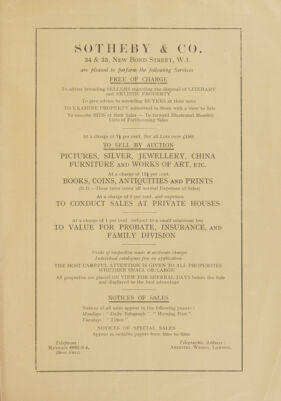 SOTHEBY & CO.
34 & 35, NEW BOND STREET, W.1.
are pleased to perform the following Services
FREE OF CHARGE
To advise intending SELLERS regarding the disposal of LITERARY
and ARTISTIC PROPERTY
To give advice to intending BUYERS at their sales
TO EXAMINE PROPERTY submitted to them with a view to Sale
To execute BIDS at their Sales — To forward Illustrated Monthly
Lists of Forthcoming Sales
At a charge of 7½ per cent. (for all Lots over £100)
TO SELL BY AUCTION
PICTURES, SILVER, JEWELLERY, CHINA
FURNITURE AND WORKS OF ART, ETC.
At a charge of 12½ per cent.
BOOKS, COINS, ANTIQUITIES AND PRINTS
(N.B.—These rates cover all normal Expenses of Sales)
At a charge of per cent. and expenses
TO CONDUCT SALES AT PRIVATE HOUSES
At a charge of 1 per cent. (subject to a small minimum fee)
TO VALUE FOR PROBATE, INSURANCE, AND
FAMILY DIVISION
Visits of inspection made at moderate charges
Individual catalogues free on application
THE MOST CAREFUL ATTENTION IS GIVEN TO ALL PROPERTIES
WHETHER SMALL OR LARGE
All properties are placed ON VIEW FOR SEVERAL DAYS before the Sale
and displayed to the best advantage
NOTICES OF SALES
Notices of all sales appear in the following papers:
Mondays: "Daily Telegraph". "Morning Post".
Tuesdays: "Times".
NOTICES OF SPECIAL SALES
Appear in suitable papers from time to time
Telephone:
MAYFAIR
Telegraphic Address:
LONDON.